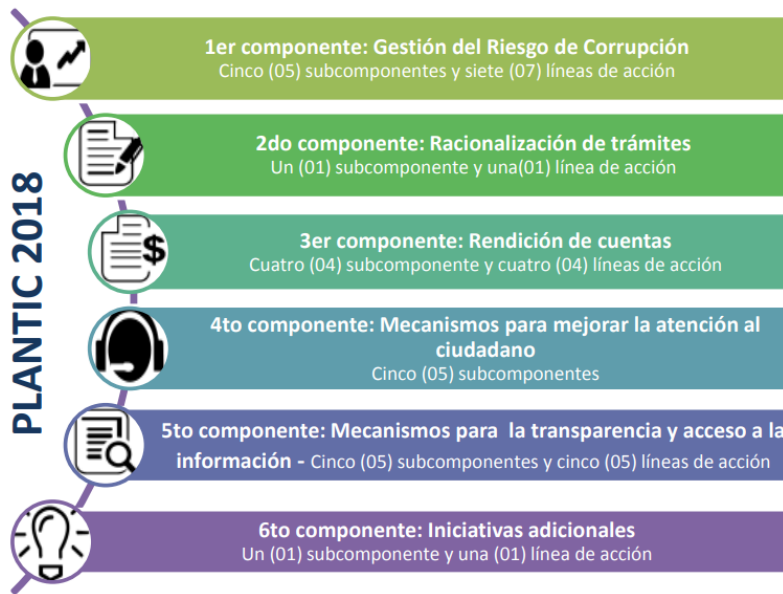 PLANTIC 2018
1er componente: Gestión del Riesgo de Corrupción
Cinco (05) subcomponentes y siete (07) líneas de acción
2do componente: Racionalización de trámites
Un (01) subcomponente y una(01) línea de acción
$
3er componente: Rendición de cuentas
Cuatro (04) subcomponente y cuatro (04) líneas de acción
4to componente: Mecanismos para mejorar la atención al
ciudadano
Cinco (05) subcomponentes
5to componente: Mecanismos para la transparencia y acceso a la
información - Cinco (05) subcomponentes y cinco (05) líneas de acción
6to componente: Iniciativas adicionales
Un (01) subcomponente y una (01) línea de acción